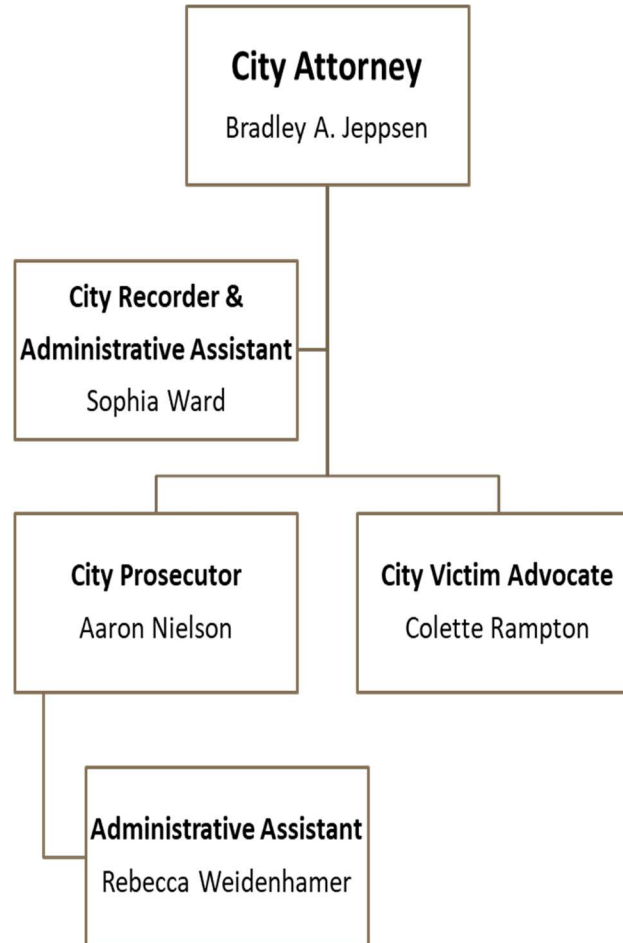 City Attorney
Bradley A. Jeppsen
City Recorder &
Administrative Assistant
Sophia Ward
City Prosecutor
Aaron Nielson
City Victim Advocate
Colette Rampton
Administrative Assistant
Rebecca Weidenhamer